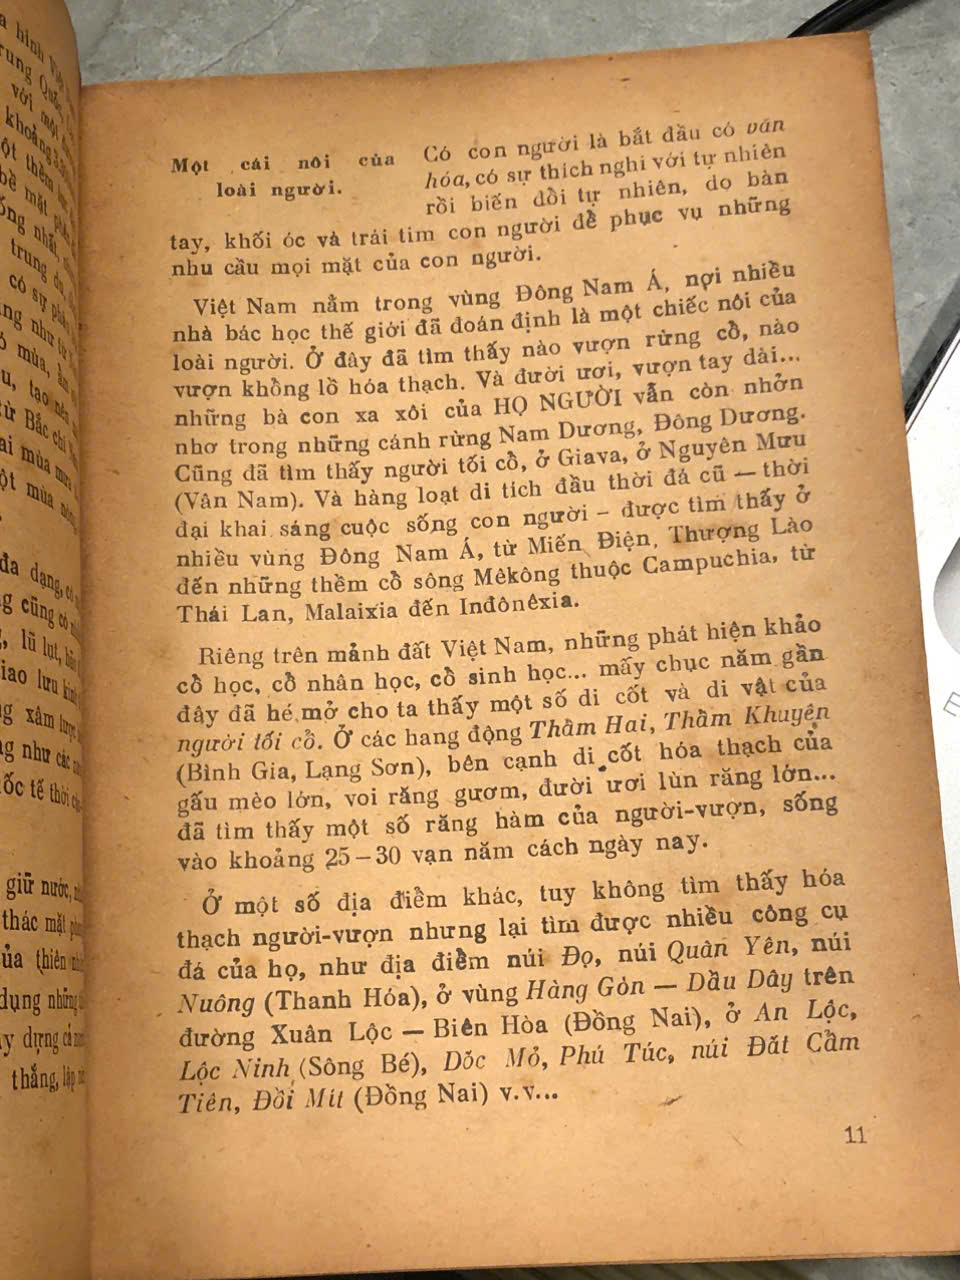 Một cái nôi của
loài người.
Có con người là bắt đầu có văn
hóa, có sự thích nghi với tự nhiên
rồi biến đổi tự nhiên, do bàn
tay, khối óc và trái tim con người để phục vụ những
nhu cầu mọi mặt của con người.
Việt Nam nằm trong vùng Đông Nam Á, nơi nhiều
nhà bác học thế giới đã đoán định là một chiếc nôi của
loài người. Ở đây đã tìm thấy nào vượn rừng cổ, nào
vượn khổng lồ hóa thạch. Và đười ươi, vượn tay dài...
những bà con xa xôi của HỌ NGƯỜI vẫn còn nhởn
nhơ trong những cánh rừng Nam Dương, Đông Dương.
Cũng đã tìm thấy người tối cổ, ở Giava, ở Nguyên Mưu
(Vân Nam). Và hàng loạt di tích đầu thời đá cũ — thời
đại khai sáng cuộc sống con người – được tìm thấy ở
nhiều vùng Đông Nam Á, từ Miến Điện, Thượng Lào
đến những thềm cổ sông Mêkông thuộc Campuchia, từ
Thái Lan, Malaixia đến Inđônêxia.
Riêng trên mảnh đất Việt Nam, những phát hiện khảo
cổ học, cổ nhân học, cổ sinh học... mấy chục năm gần
đây đã hé mở cho ta thấy một số di cốt và di vật của
người tối cổ. Ở các hang động Thẩm Hai, Thẩm Khuyên
(Bình Gia, Lạng Sơn), bên cạnh di cốt hóa thạch của
gấu mèo lớn, voi răng gươm, đười ươi lùn răng lớn...
đã tìm thấy một số răng hàm của người-vượn, sống
vào khoảng 25 – 30 vạn năm cách ngày nay.
Ở một số địa điểm khác, tuy không tìm thấy hóa
thạch người-vượn nhưng lại tìm được nhiều công cụ
đá của họ, như địa điểm núi Đọ, núi Quân Yên, núi
Nuông (Thanh Hóa), ở vùng Hàng Gòn — Dầu Dây trên
đường Xuân Lộc — Biên Hòa (Đồng Nai), ở An Lộc,
Lộc Ninh (Sông Bé), Dốc Mỏ, Phú Túc, núi Đất Cẩm
Tiên, Đồi Mít (Đồng Nai) v.v...
11